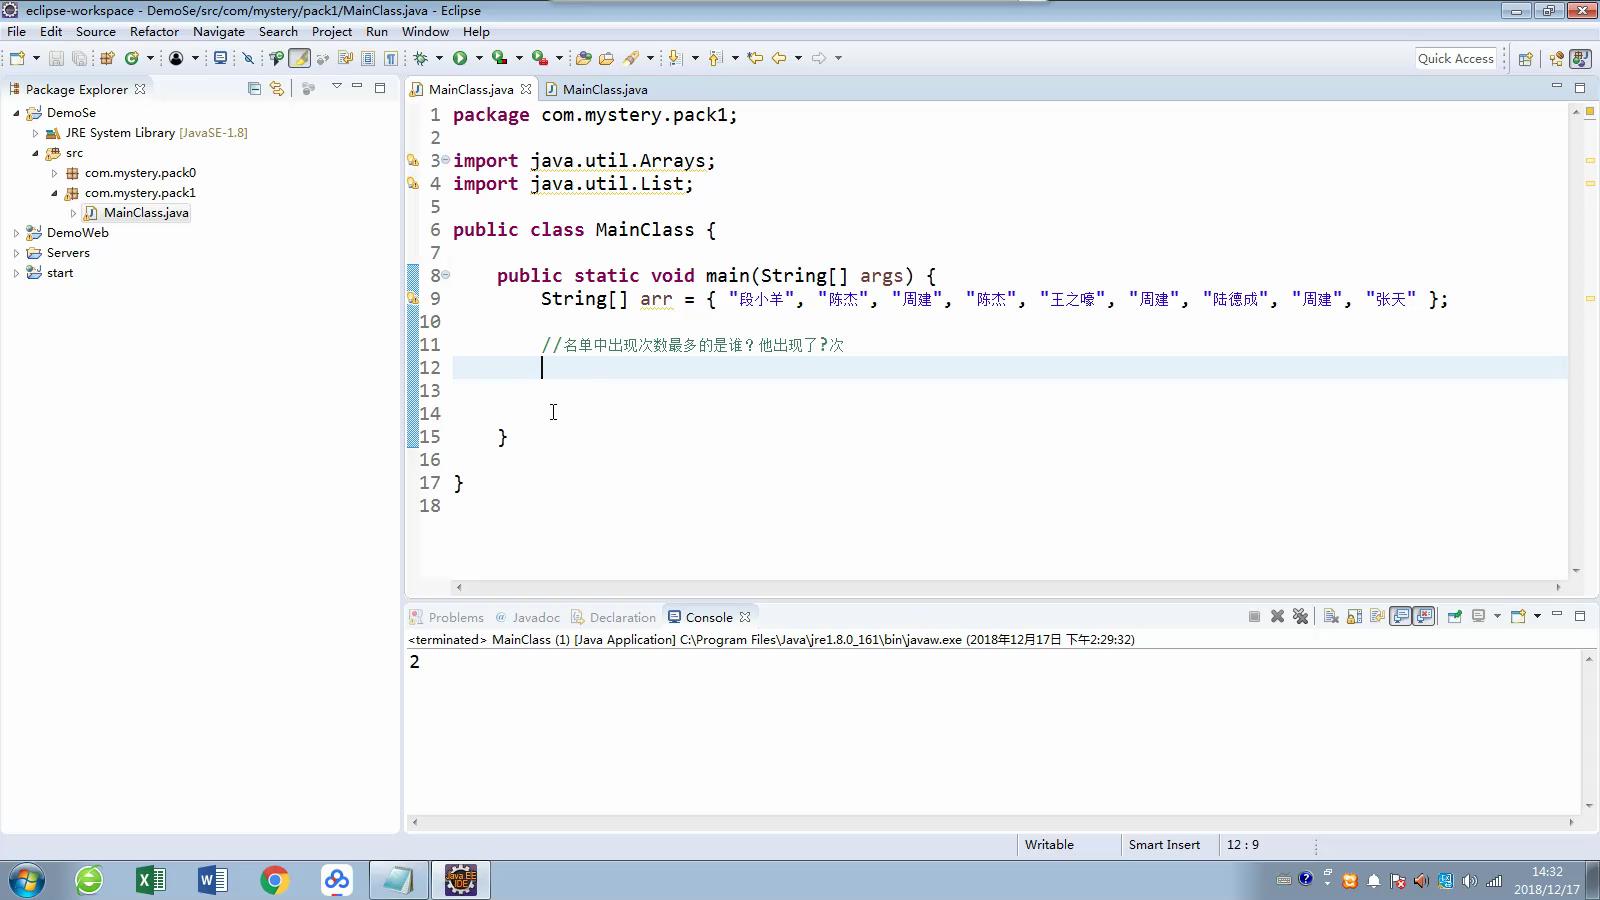 eclipse-workspace - DemoSe/src/com/mystery/pack1/MainClass.java - Eclipse
File Edit Source Refactor Navigate Search Project Run Window Help
Quick Access
Package Explorer
MainClass.java
MainClass.java
DemoSe
JRE System Library [JavaSE-1.8]
src
com.mystery.pack0
com.mystery.pack1
MainClass.java
DemoWeb
Servers
start
1 package com.mystery.pack1;
2
3 import java.util.Arrays;
4 import java.util.List;
5
6 public class MainClass {
7
8 public static void main(String[] args) {
9 String[] arr = { "段小羊", "陈杰", "周建", "陈杰", "王之嚎", "周建", "陆德成", "周建", "张天" };
10
11 //名单中出现次数最多的是谁？他出现了?次
12
13
14
15 }
16
17 }
18
Problems @ Javadoc Declaration Console
<terminated> MainClass (1) [Java Application] C:\Program Files\Java\jre1.8.0_161\bin\javaw.exe (2018年12月17日 下午2:29:32)
2
Writable Smart Insert 12 : 9
Java EE IDE
14:32
2018/12/17